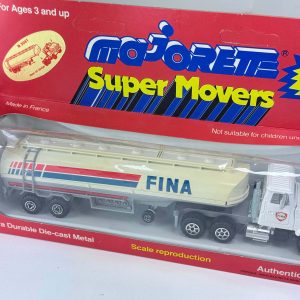 For Ages 3 and up
MAJORETTE
Super Movers
Made in France
Not suitable for children un
FINA
Durable Die-cast Metal
Scale reproduction
Authentic